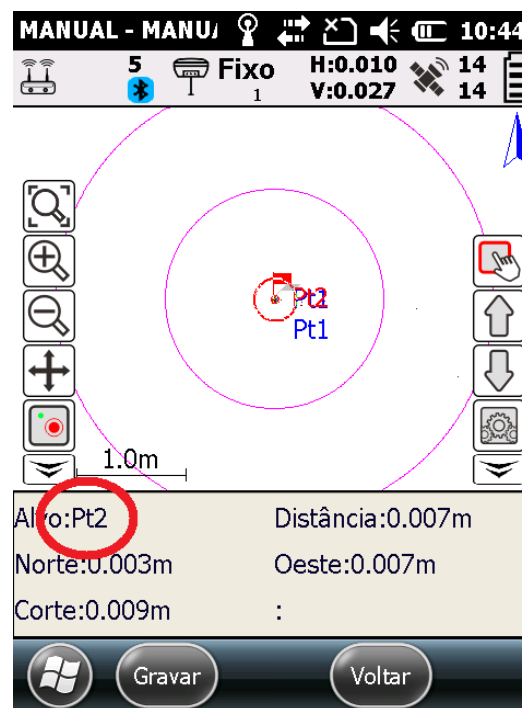 MANUAL - MANU 10:44
5 Fixo H:0.010 14
1 V:0.027 14
Pt2
Pt1
1.0m
Alvo:Pt2 Distância:0.007m
Norte:0.003m Oeste:0.007m
Corte:0.009m :
Gravar Voltar